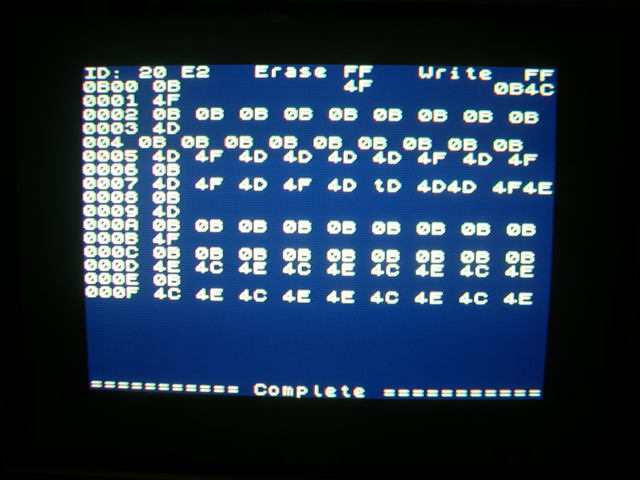 ID: 20 E2 Erase FF Write FF
0B00 0B 4F 0B4C
0001 4F
0002 0B 0B 0B 0B 0B 0B 0B 0B 0B
0003 4D
004 0B 0B 0B 0B 0B 0B 0B 0B 0B
0005 4D 4F 4D 4D 4D 4D 4F 4D 4F
0006 0B
0007 4D 4F 4D 4F 4D tD 4D4D 4F4E
0008 0B
0009 4D
000A 0B 0B 0B 0B 0B 0B 0B 0B 0B
000B 4F
000C 0B 0B 0B 0B 0B 0B 0B 0B 0B
000D 4E 4C 4E 4C 4E 4C 4E 4C 4E
000E 0B
000F 4C 4E 4C 4E 4E 4C 4E 4C 4E
=========== Complete ===========